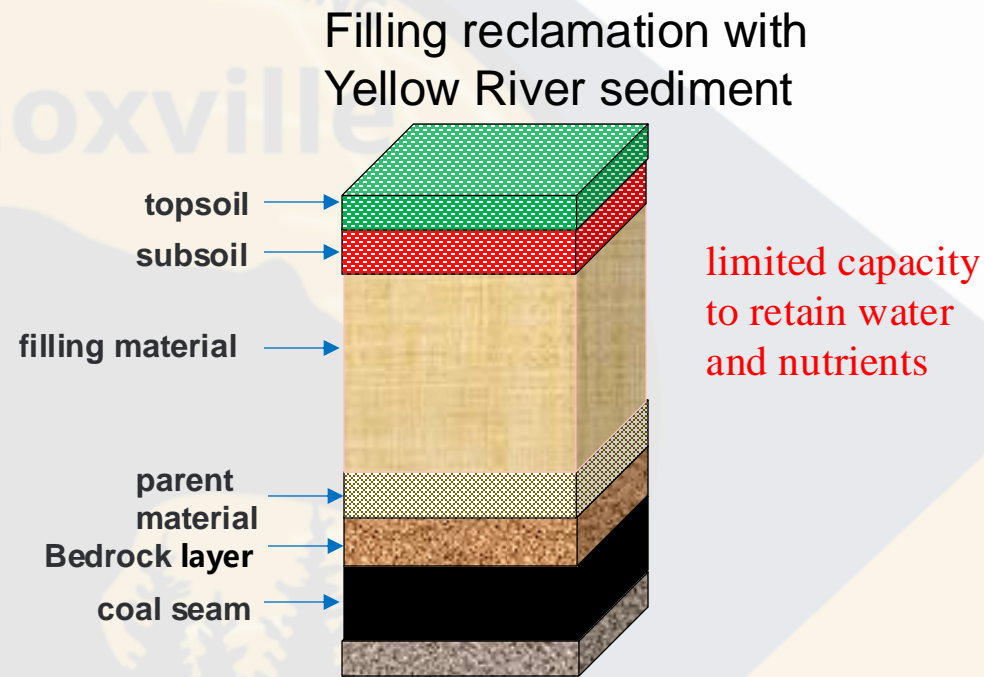 Filling reclamation with
Yellow River sediment
oxville
topsoil
subsoil
filling material
parent
material
Bedrock layer
coal seam
limited capacity
to retain water
and nutrients